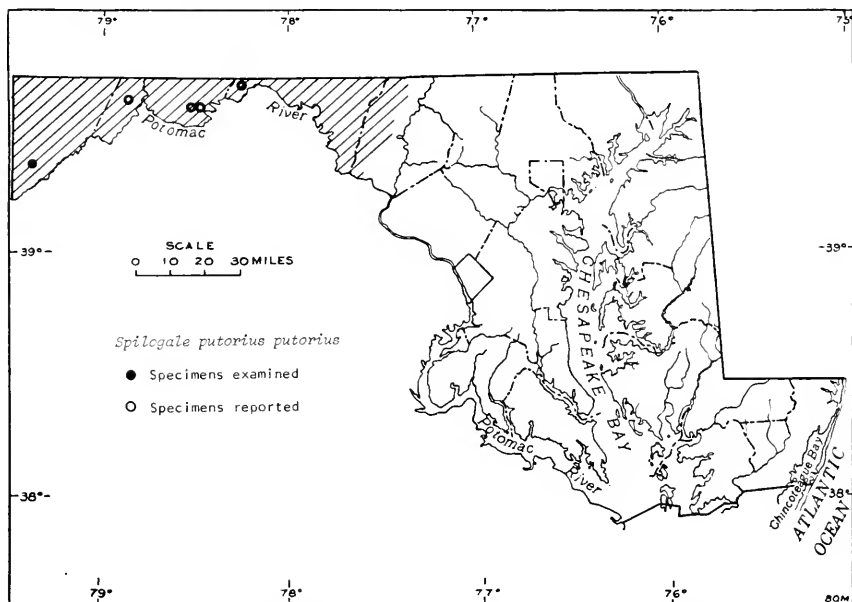 79° 78° 77° 76° 75°
Potomac
River
39° 39°
SCALE
0 10 20 30 MILES
CHESAPEAKE BAY
Spilogale putorius putorius
● Specimens examined
O Specimens reported
Potomac
River
38° 38°
Chincoteague Bay
ATLANTIC
OCEAN
79° 78° 77° 76°
BQM